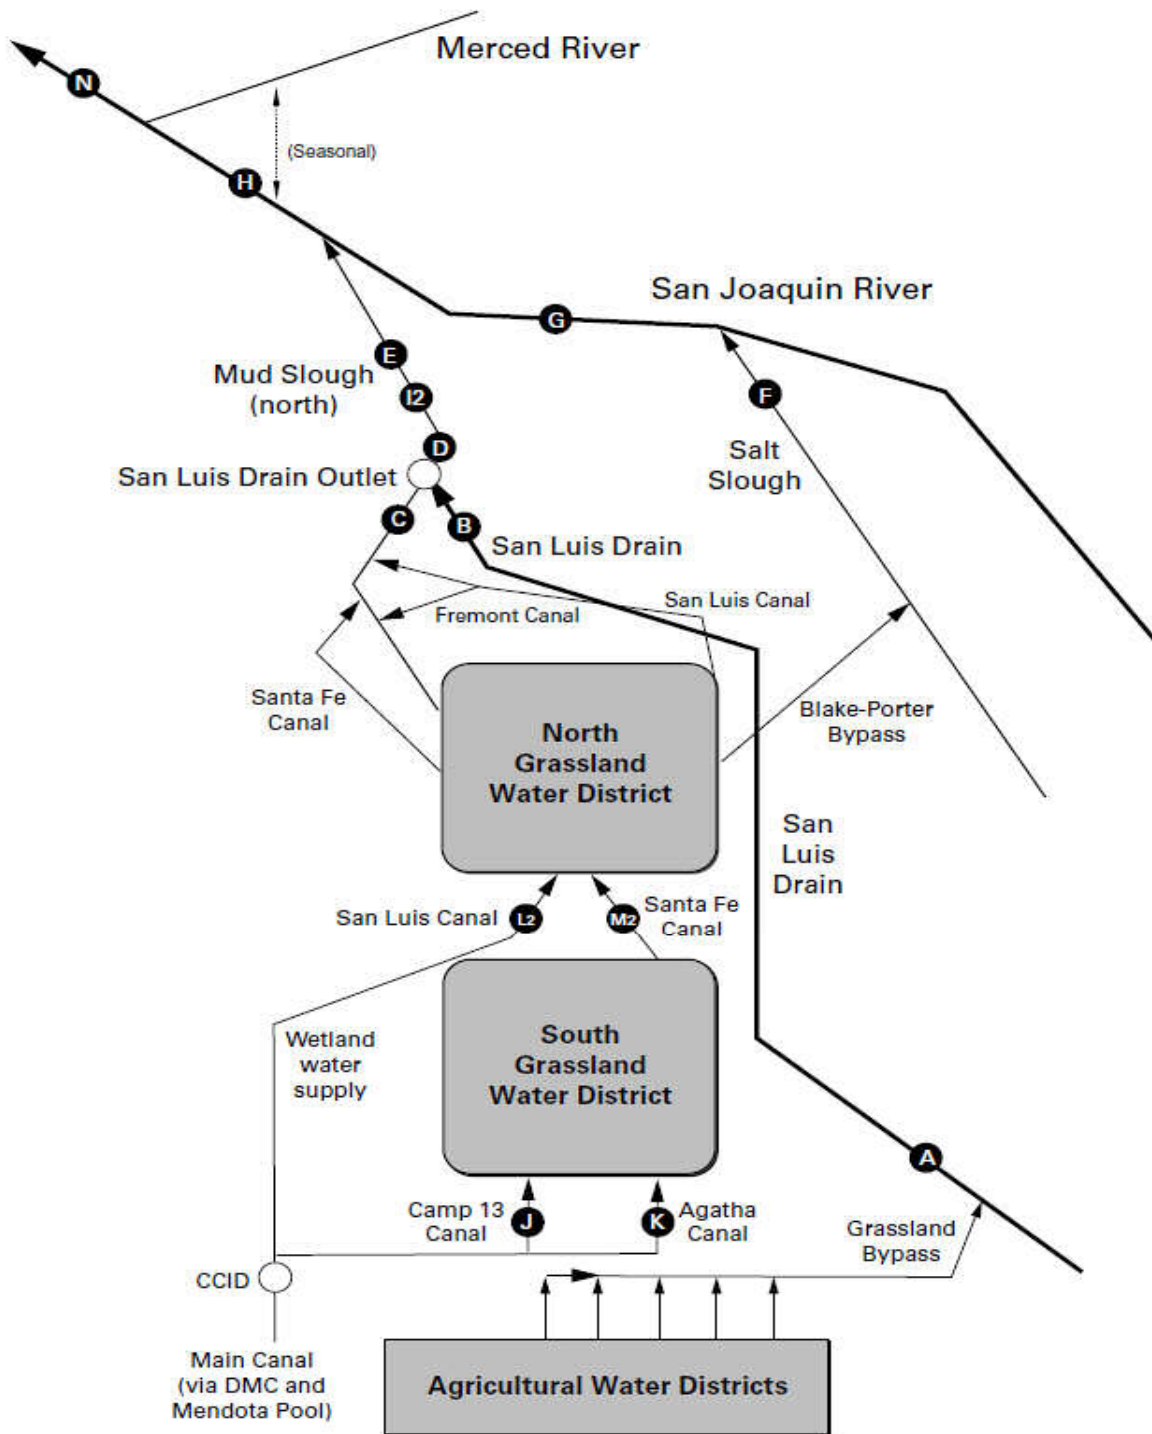 Merced River
N
(Seasonal)
H
San Joaquin River
G
E
Mud Slough
(north)
I2
F
D
Salt
Slough
San Luis Drain Outlet
C
B
San Luis Drain
San Luis Canal
Fremont Canal
Santa Fe
Canal
Blake-Porter
Bypass
North
Grassland
Water District
San
Luis
Drain
San Luis Canal
L2
M2
Santa Fe
Canal
Wetland
water
supply
South
Grassland
Water District
A
Camp 13
Canal
J
K
Agatha
Canal
Grassland
Bypass
CCID
Main Canal
(via DMC and
Mendota Pool)
Agricultural Water Districts